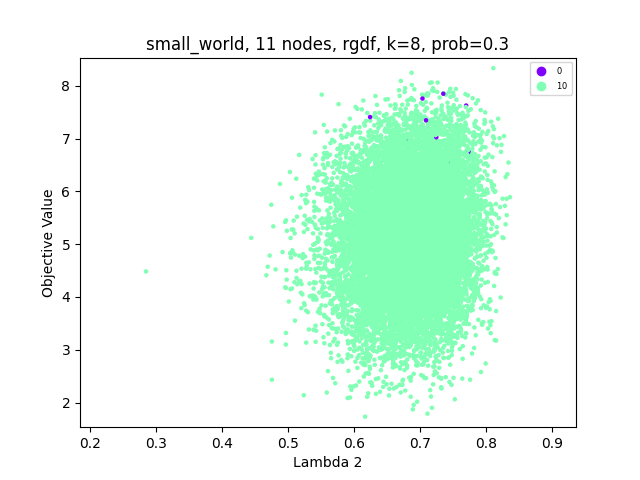 small_world, 11 nodes, rgdf, k=8, prob=0.3
0
10
8
7
6
5
4
3
2
Objective Value
0.2 0.3 0.4 0.5 0.6 0.7 0.8 0.9
Lambda 2